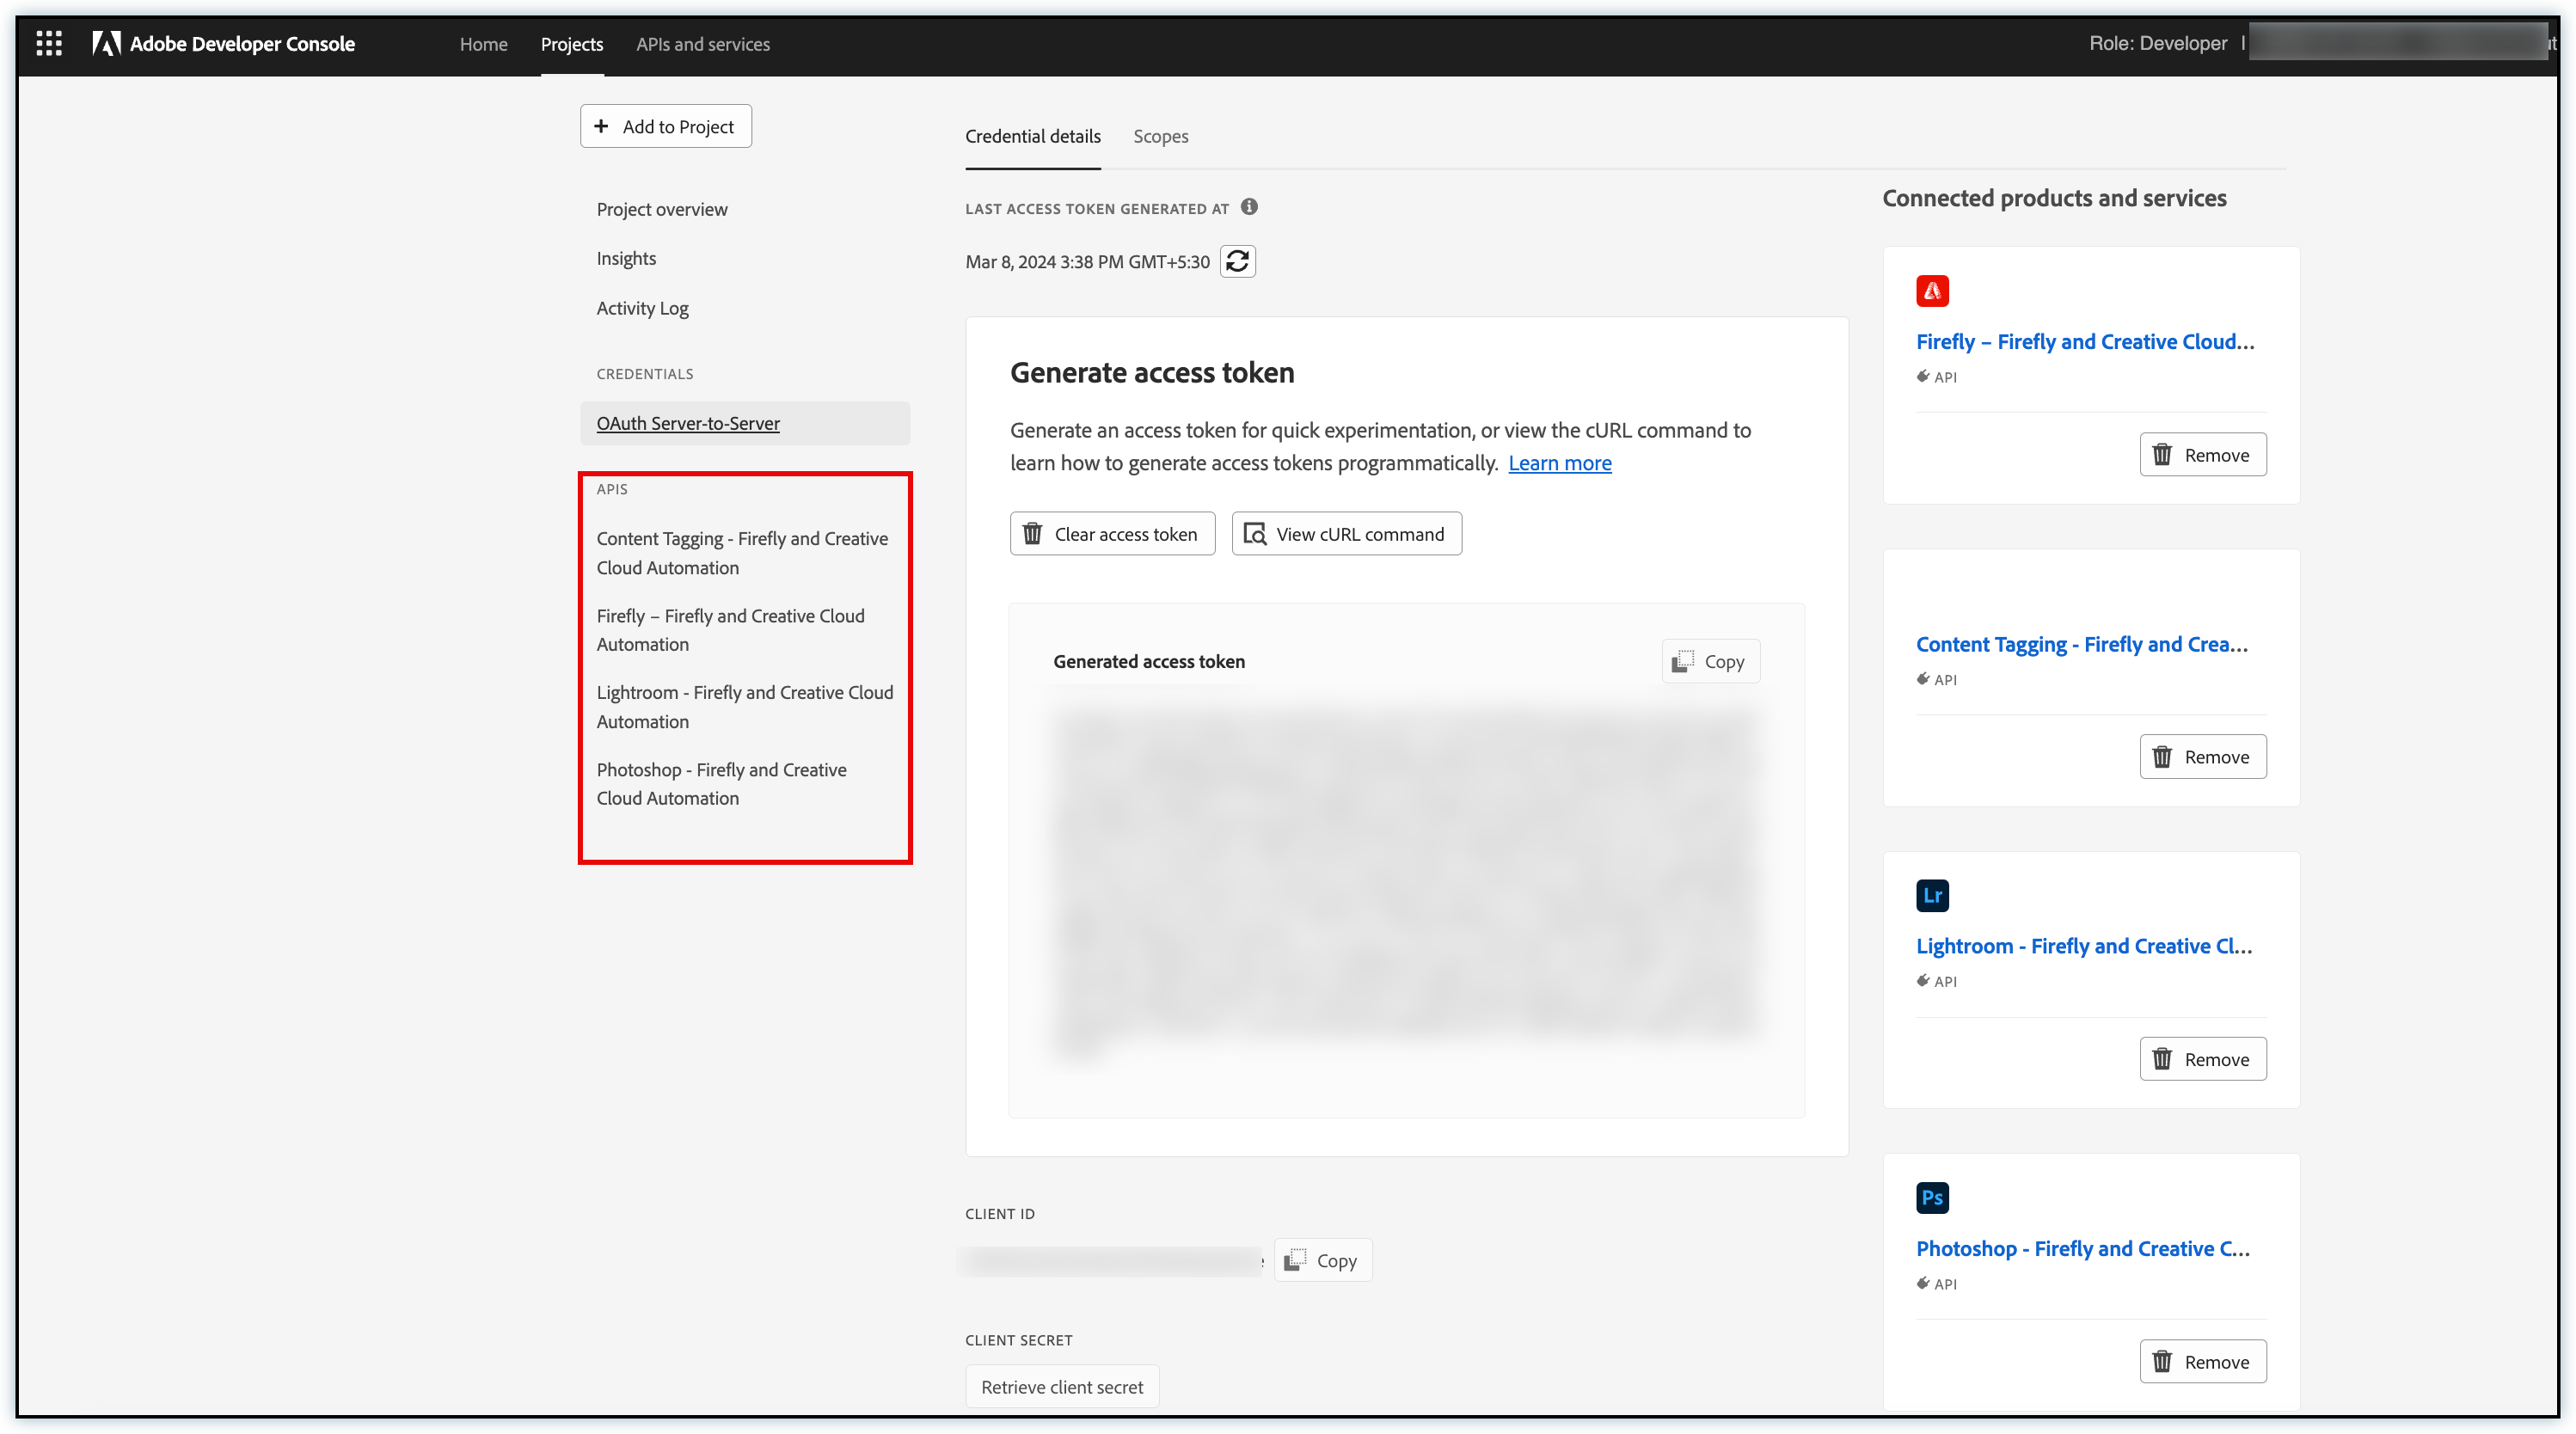 Adobe Developer Console
Home
Projects
APIs and services
Role: Developer
Add to Project
Project overview
Insights
Activity Log
CREDENTIALS
OAuth Server-to-Server
APIS
Content Tagging - Firefly and Creative
Cloud Automation
Firefly – Firefly and Creative Cloud
Automation
Lightroom - Firefly and Creative Cloud
Automation
Photoshop - Firefly and Creative
Cloud Automation
Credential details
Scopes
LAST ACCESS TOKEN GENERATED AT
Mar 8, 2024 3:38 PM GMT+5:30
Generate access token
Generate an access token for quick experimentation, or view the cURL command to
learn how to generate access tokens programmatically. Learn more
Clear access token
View cURL command
Generated access token
Copy
CLIENT ID
Copy
CLIENT SECRET
Retrieve client secret
Connected products and services
Firefly – Firefly and Creative Cloud...
API
Remove
Content Tagging - Firefly and Crea...
API
Remove
Lr
Lightroom - Firefly and Creative Cl...
API
Remove
Ps
Photoshop - Firefly and Creative C...
API
Remove